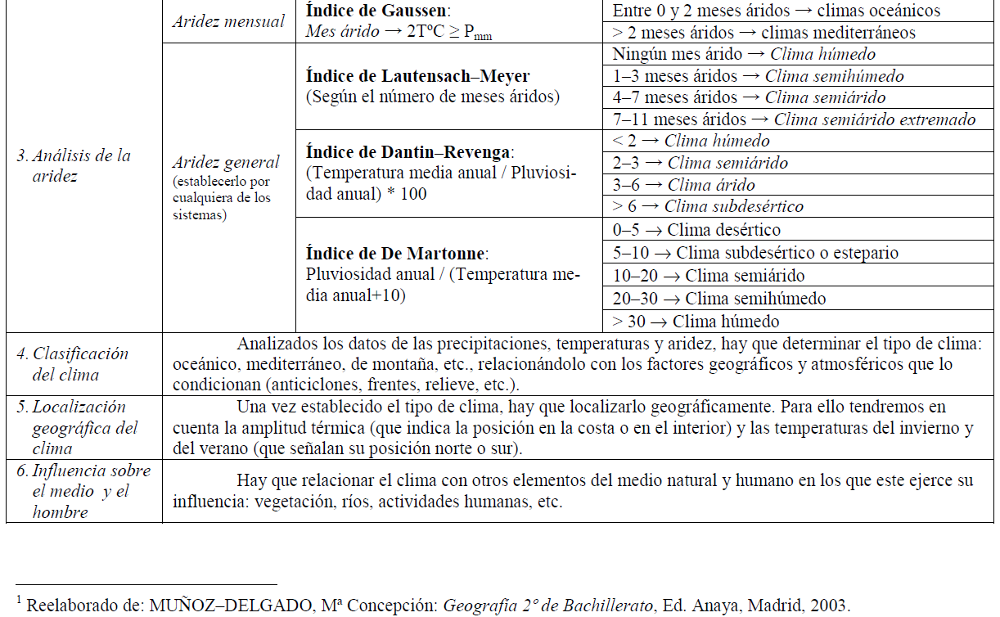 Aridez mensual
Índice de Gaussen:
Mes árido → 2TºC ≥ Pmm
Entre 0 y 2 meses áridos → climas oceánicos
> 2 meses áridos → climas mediterráneos
3. Análisis de la
aridez
Aridez general
(establecerlo por
cualquiera de los
sistemas)
Índice de Lautensach–Meyer
(Según el número de meses áridos)
Ningún mes árido → Clima húmedo
1–3 meses áridos → Clima semihúmedo
4–7 meses áridos → Clima semiárido
7–11 meses áridos → Clima semiárido extremado
Índice de Dantin–Revenga:
(Temperatura media anual / Pluviosi-
dad anual) * 100
< 2 → Clima húmedo
2–3 → Clima semiárido
3–6 → Clima árido
> 6 → Clima subdesértico
Índice de De Martonne:
Pluviosidad anual / (Temperatura me-
dia anual+10)
0–5 → Clima desértico
5–10 → Clima subdesértico o estepario
10–20 → Clima semiárido
20–30 → Clima semihúmedo
> 30 → Clima húmedo
4. Clasificación
del clima
Analizados los datos de las precipitaciones, temperaturas y aridez, hay que determinar el tipo de clima:
oceánico, mediterráneo, de montaña, etc., relacionándolo con los factores geográficos y atmosféricos que lo
condicionan (anticiclones, frentes, relieve, etc.).
5. Localización
geográfica del
clima
Una vez establecido el tipo de clima, hay que localizarlo geográficamente. Para ello tendremos en
cuenta la amplitud térmica (que indica la posición en la costa o en el interior) y las temperaturas del invierno y
del verano (que señalan su posición norte o sur).
6. Influencia sobre
el medio y el
hombre
Hay que relacionar el clima con otros elementos del medio natural y humano en los que este ejerce su
influencia: vegetación, ríos, actividades humanas, etc.
1 Reelaborado de: MUÑOZ–DELGADO, Mª Concepción: Geografía 2º de Bachillerato, Ed. Anaya, Madrid, 2003.